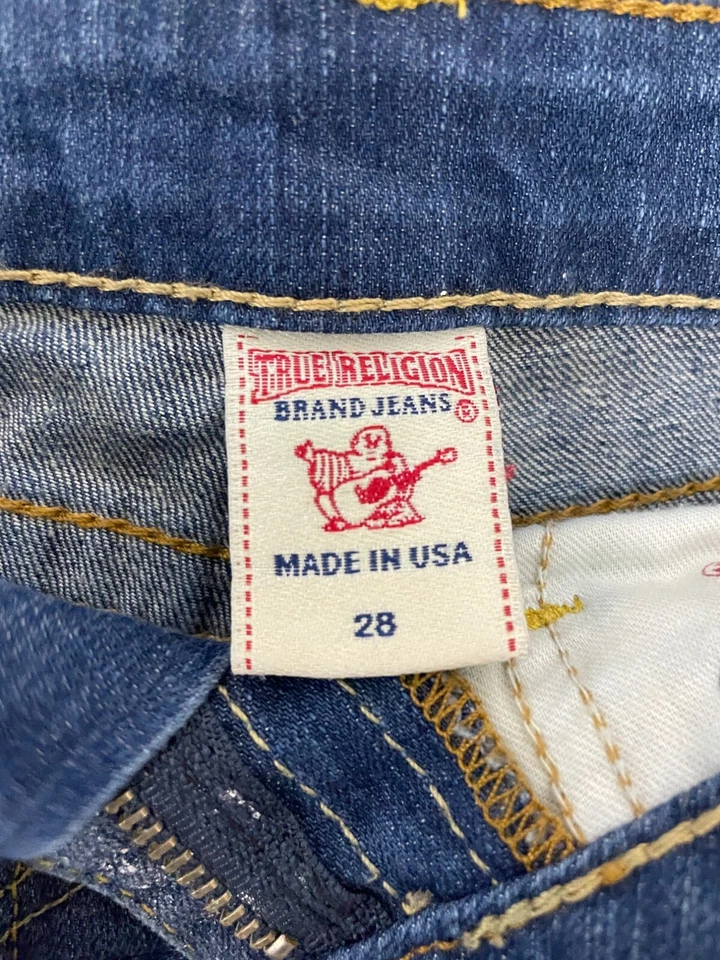 TRUE RELIGION
BRAND JEANS®
MADE IN USA
28